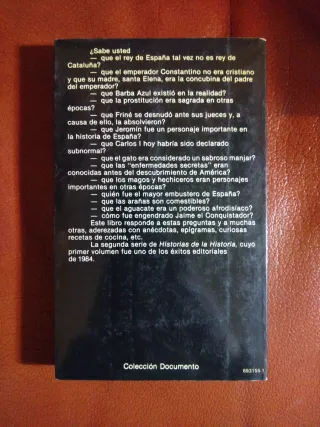 ¿Sabe usted
— que el rey de España tal vez no es rey de
Cataluña?
— que el emperador Constantino no era cristiano
y que su madre, santa Elena, era la concubina del padre
del emperador?
— que Barba Azul existió en la realidad?
— que la prostitución era sagrada en otras
épocas?
— que Friné se desnudó ante sus jueces y, a
causa de ello, la absolvieron?
— que Jeromín fue un personaje importante en
la historia de España?
— que Carlos I hoy habría sido declarado
subnormal?
— que el gato era considerado un sabroso manjar?
— que las "enfermedades secretas" eran
conocidas antes del descubrimiento de América?
— que los magos y hechiceros eran personajes
importantes en otras épocas?
— quién fue el mayor embustero de España?
— que las arañas son comestibles?
— que el aguacate era un poderoso afrodisíaco?
— cómo fue engendrado Jaime el Conquistador?
Este libro responde a estas preguntas y a muchas
otras, aderezadas con anécdotas, epigramas, curiosas
recetas de cocina, etc.
La segunda serie de Historias de la Historia, cuyo
primer volumen fue uno de los éxitos editoriales
de 1984.
Colección Documento
663155-1